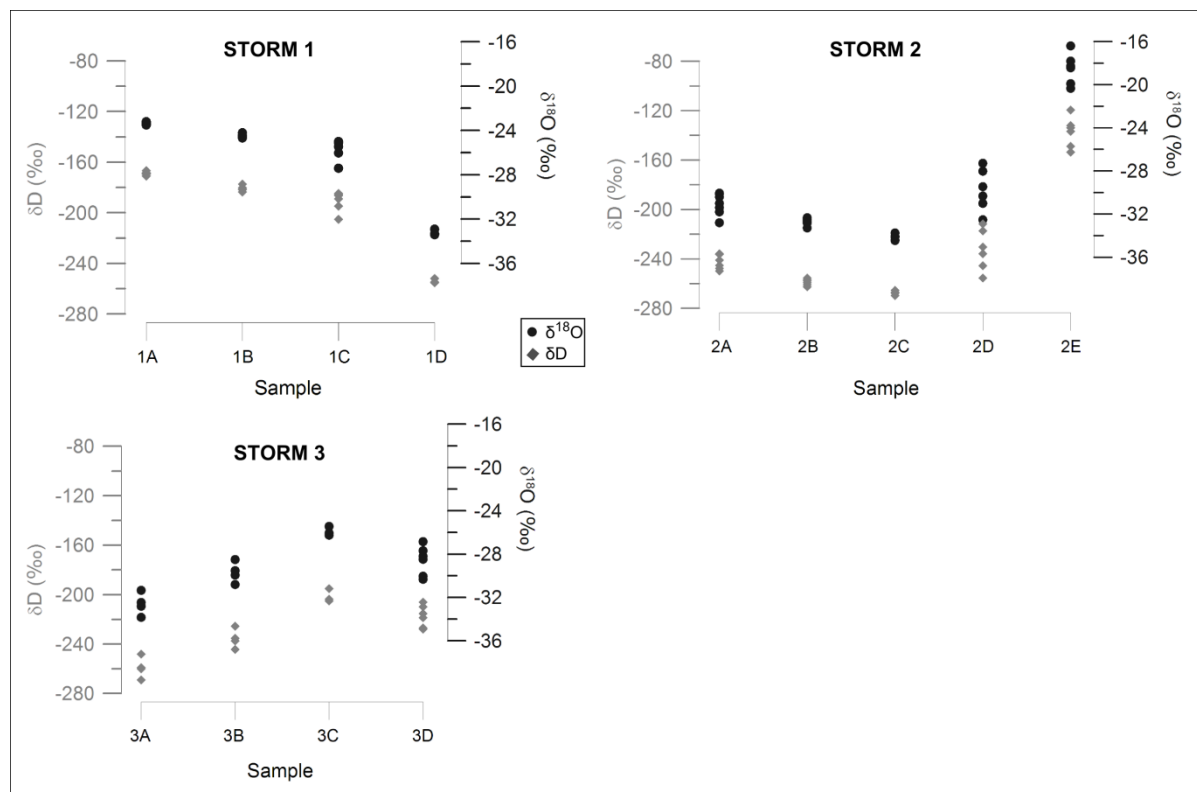 STORM 1
-80
-120
-160
-200
-240
-280
δD (‰)
-16
-20
-24
-28
-32
-36
δ¹⁸O (‰)
1A 1B 1C 1D
Sample
δ¹⁸O
δD
STORM 2
-80
-120
-160
-200
-240
-280
δD (‰)
-16
-20
-24
-28
-32
-36
δ¹⁸O (‰)
2A 2B 2C 2D 2E
Sample
STORM 3
-80
-120
-160
-200
-240
-280
δD (‰)
-16
-20
-24
-28
-32
-36
δ¹⁸O (‰)
3A 3B 3C 3D
Sample